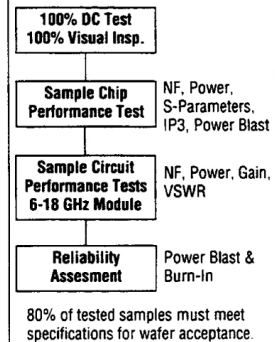 100% DC Test
100% Visual Insp.
Sample Chip
Performance Test
NF, Power,
S-Parameters,
IP3, Power Blast
Sample Circuit
Performance Tests
6-18 GHz Module
NF, Power, Gain,
VSWR
Reliability
Assesment
Power Blast &
Burn-In
80% of tested samples must meet
specifications for wafer acceptance.